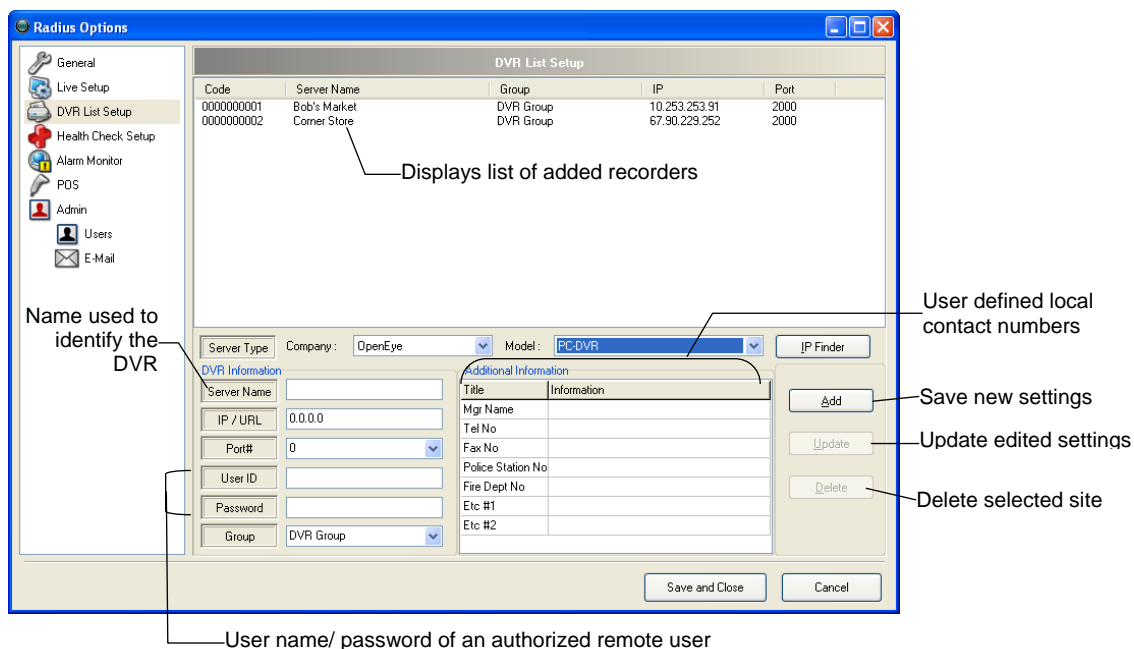 Radius Options
General
Live Setup
DVR List Setup
Health Check Setup
Alarm Monitor
POS
Admin
Users
E-Mail
DVR List Setup
Code Server Name Group IP Port
0000000001 Bob's Market DVR Group 10.253.253.91 2000
0000000002 Corner Store DVR Group 67.90.229.252 2000
Displays list of added recorders
Name used to
identify the
DVR
User defined local
contact numbers
Server Type Company : OpenEye Model : PC-DVR IP Finder
DVR Information
Server Name
IP / URL 0.0.0.0
Port# 0
User ID
Password
Group DVR Group
Additional Information
Title Information
Mgr Name
Tel No
Fax No
Police Station No
Fire Dept No
Etc #1
Etc #2
Add
Update
Delete
Save new settings
Update edited settings
Delete selected site
Save and Close Cancel
User name/ password of an authorized remote user